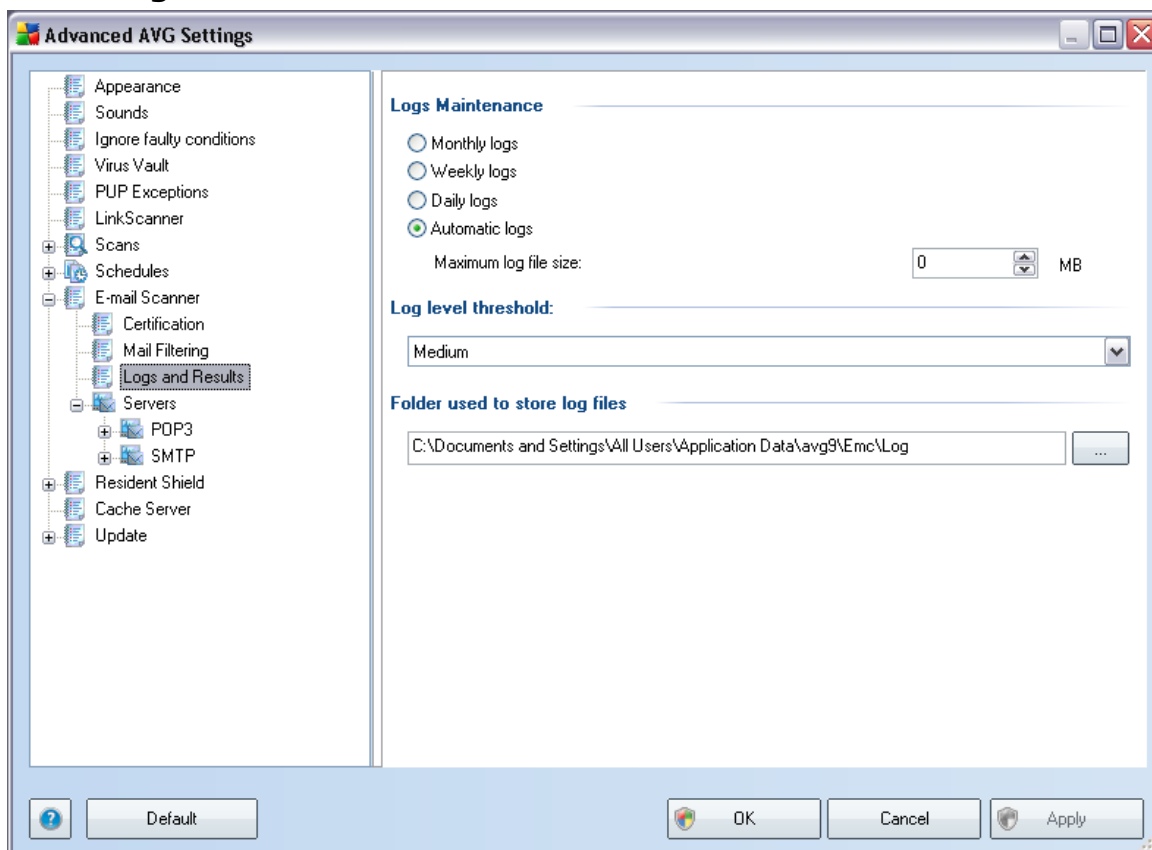 Advanced AVG Settings
Appearance
Sounds
Ignore faulty conditions
Virus Vault
PUP Exceptions
LinkScanner
Scans
Schedules
E-mail Scanner
Certification
Mail Filtering
Logs and Results
Servers
POP3
SMTP
Resident Shield
Cache Server
Update
Logs Maintenance
Monthly logs
Weekly logs
Daily logs
Automatic logs
Maximum log file size: 0 MB
Log level threshold:
Medium
Folder used to store log files
C:\Documents and Settings\All Users\Application Data\avg9\Emc\Log ...
? Default OK Cancel Apply